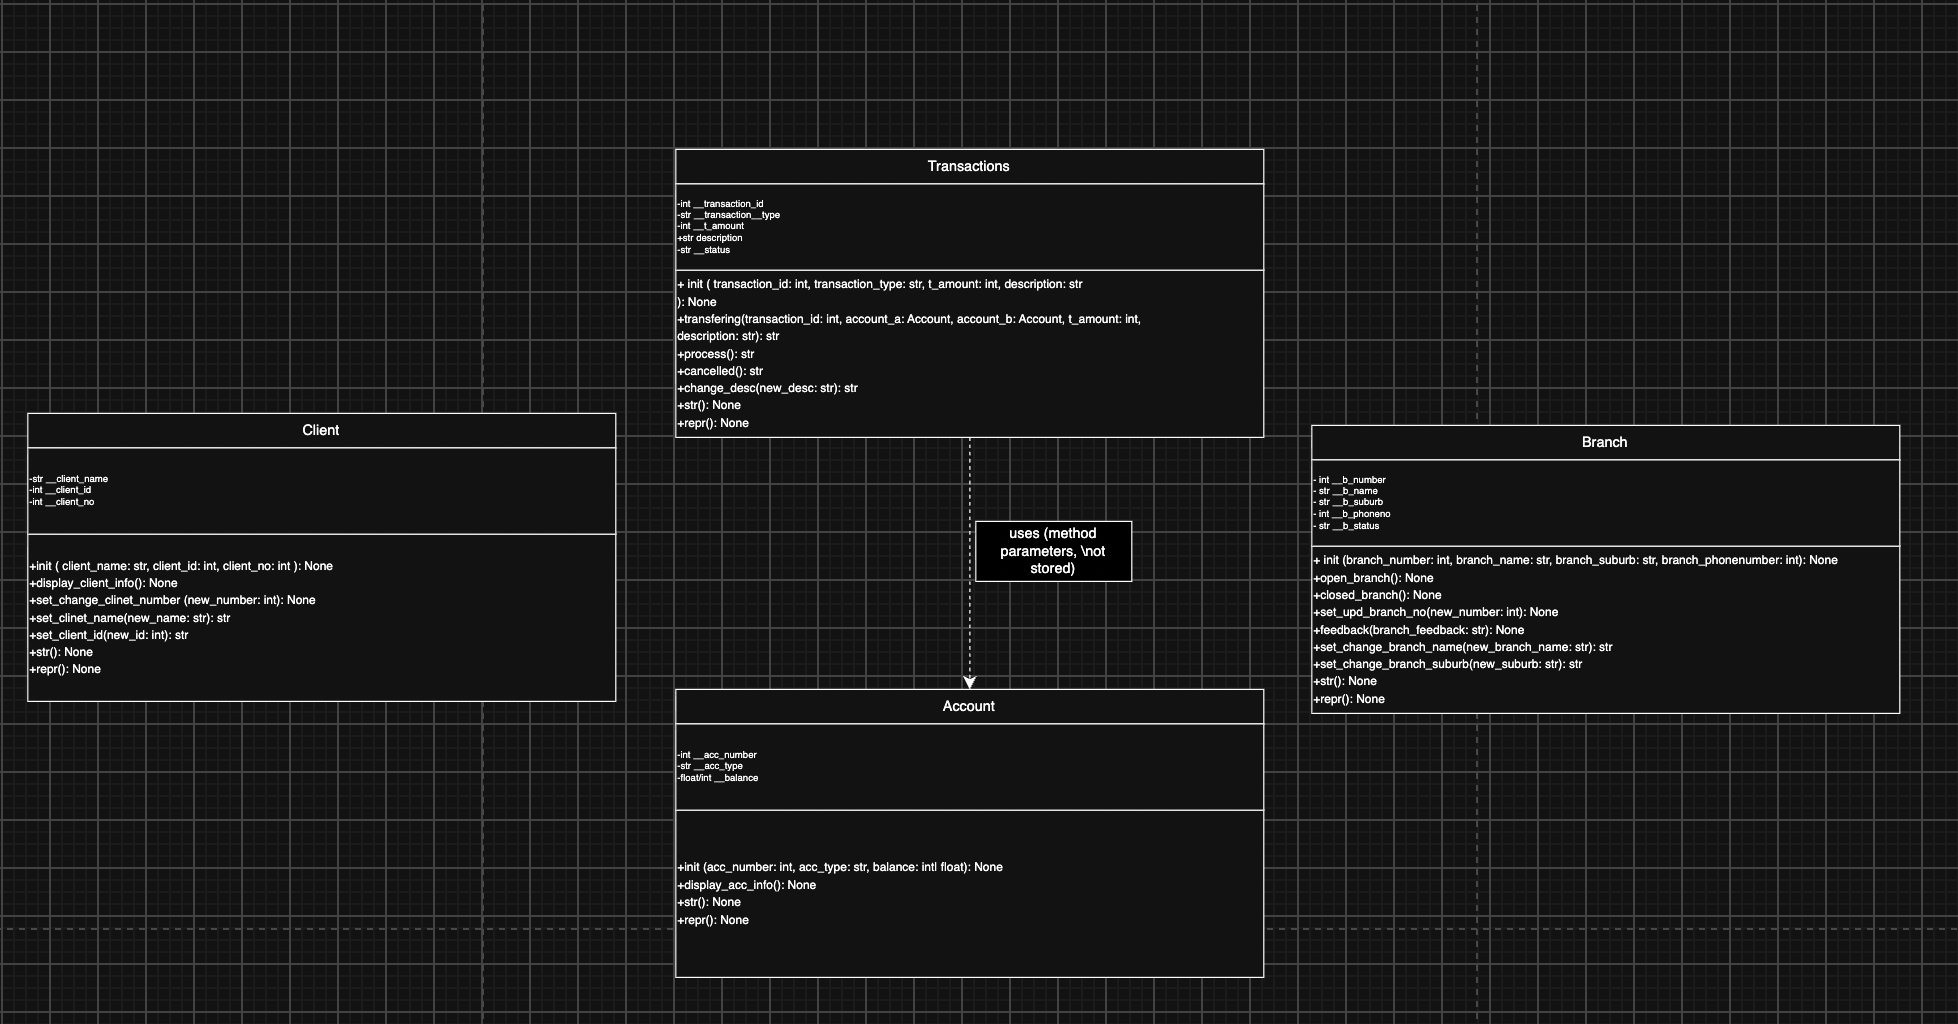 Transactions
-int __transaction_id
-str __transaction__type
-int __t_amount
+str description
-str __status
+ init ( transaction_id: int, transaction_type: str, t_amount: int, description: str
): None
+transfering(transaction_id: int, account_a: Account, account_b: Account, t_amount: int,
description: str): str
+process(): str
+cancelled(): str
+change_desc(new_desc: str): str
+str(): None
+repr(): None
Client
-str __client_name
-int __client_id
-int __client_no
+init ( client_name: str, client_id: int, client_no: int ): None
+display_client_info(): None
+set_change_clinet_number (new_number: int): None
+set_clinet_name(new_name: str): str
+set_client_id(new_id: int): str
+str(): None
+repr(): None
uses (method
parameters, \not
stored)
Branch
- int __b_number
- str __b_name
- str __b_suburb
- int __b_phoneno
- str __b_status
+ init (branch_number: int, branch_name: str, branch_suburb: str, branch_phonenumber: int): None
+open_branch(): None
+closed_branch(): None
+set_upd_branch_no(new_number: int): None
+feedback(branch_feedback: str): None
+set_change_branch_name(new_branch_name: str): str
+set_change_branch_suburb(new_suburb: str): str
+str(): None
+repr(): None
Account
-int __acc_number
-str __acc_type
-float/int __balance
+init (acc_number: int, acc_type: str, balance: int| float): None
+display_acc_info(): None
+str(): None
+repr(): None